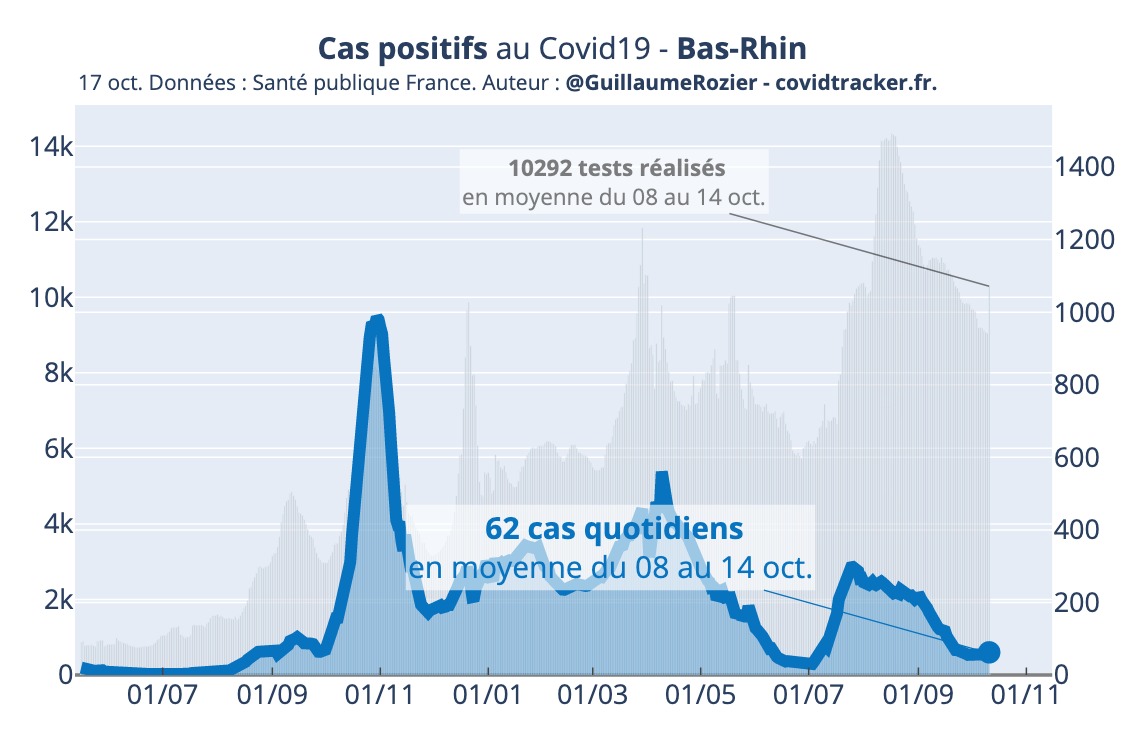 Cas positifs au Covid19 - Bas-Rhin
17 oct. Données : Santé publique France. Auteur : @GuillaumeRozier - covidtracker.fr.
14k
12k
10k
8k
6k
4k
2k
0
1400
1200
1000
800
600
400
200
0
10292 tests réalisés
en moyenne du 08 au 14 oct.
62 cas quotidiens
en moyenne du 08 au 14 oct.
01/07 01/09 01/11 01/01 01/03 01/05 01/07 01/09 01/11